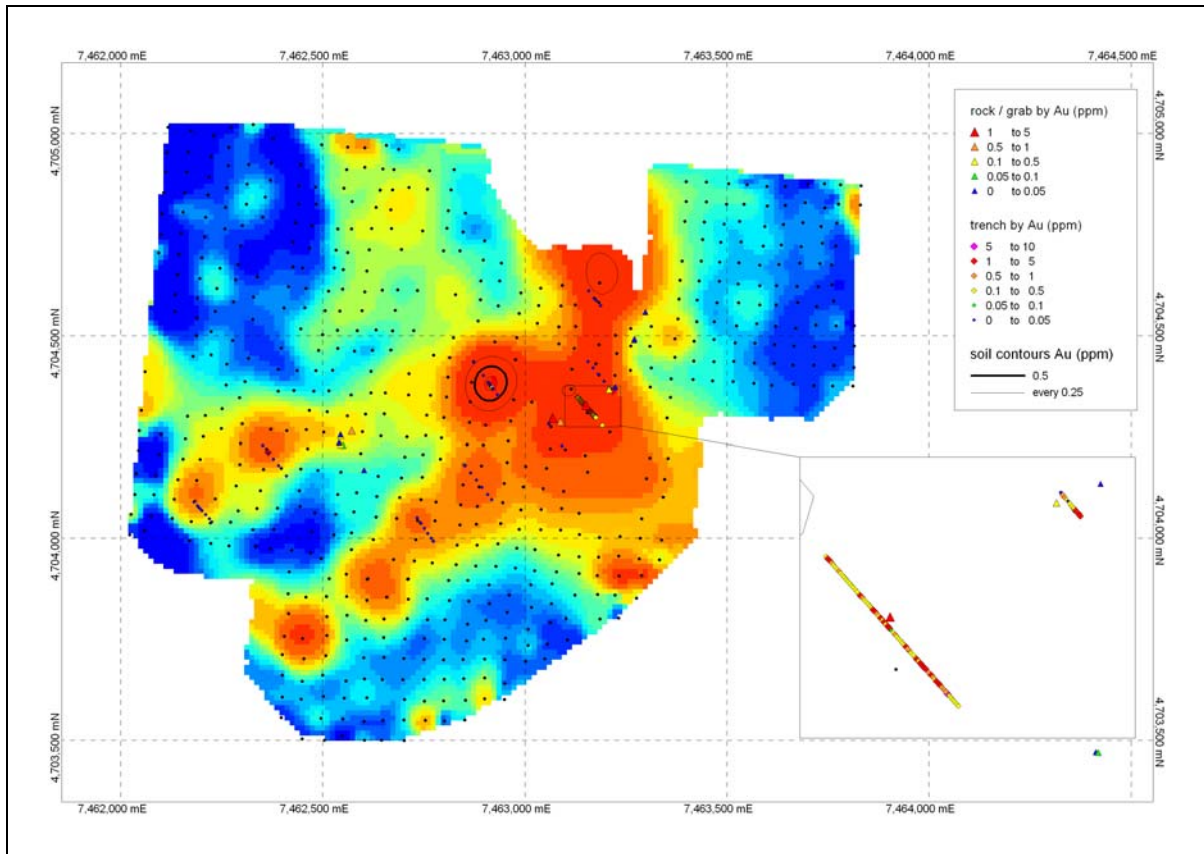 7,462,000 mE 7,462,500 mE 7,463,000 mE 7,463,500 mE 7,464,000 mE 7,464,500 mE
4,705,000 mN 4,705,000 mN
rock / grab by Au (ppm)
1 to 5
0.5 to 1
0.1 to 0.5
0.05 to 0.1
0 to 0.05
trench by Au (ppm)
5 to 10
1 to 5
0.5 to 1
0.1 to 0.5
0.05 to 0.1
0 to 0.05
soil contours Au (ppm)
0.5
every 0.25
4,704,500 mN 4,704,500 mN
4,704,000 mN 4,704,000 mN
4,703,500 mN 4,703,500 mN
7,462,000 mE 7,462,500 mE 7,463,000 mE 7,463,500 mE 7,464,000 mE 7,464,500 mE